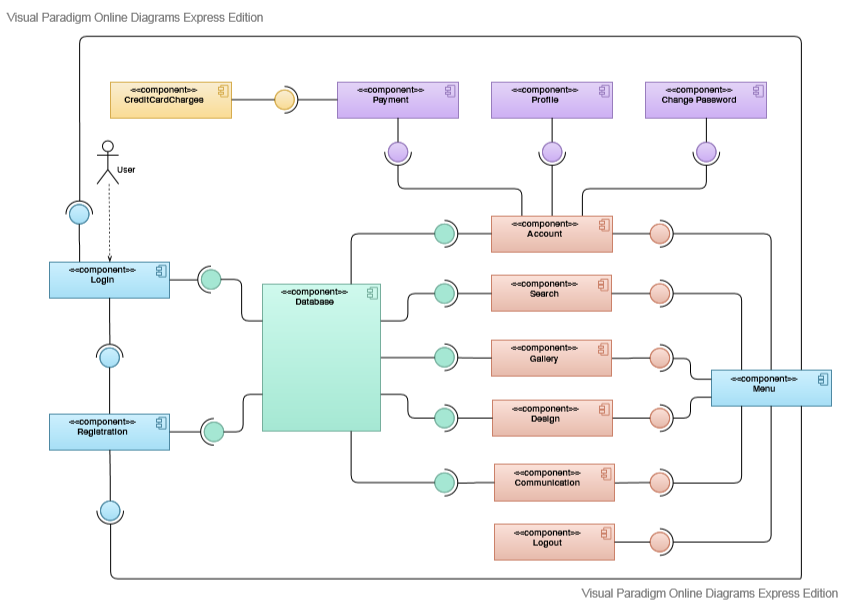 Visual Paradigm Online Diagrams Express Edition
<<component>>
CreditCardCharges
<<component>>
Payment
<<component>>
Profile
<<component>>
Change Password
User
<<component>>
Account
<<component>>
Login
<<component>>
Database
<<component>>
Search
<<component>>
Gallery
<<component>>
Menu
<<component>>
Registration
<<component>>
Design
<<component>>
Communication
<<component>>
Logout
Visual Paradigm Online Diagrams Express Edition